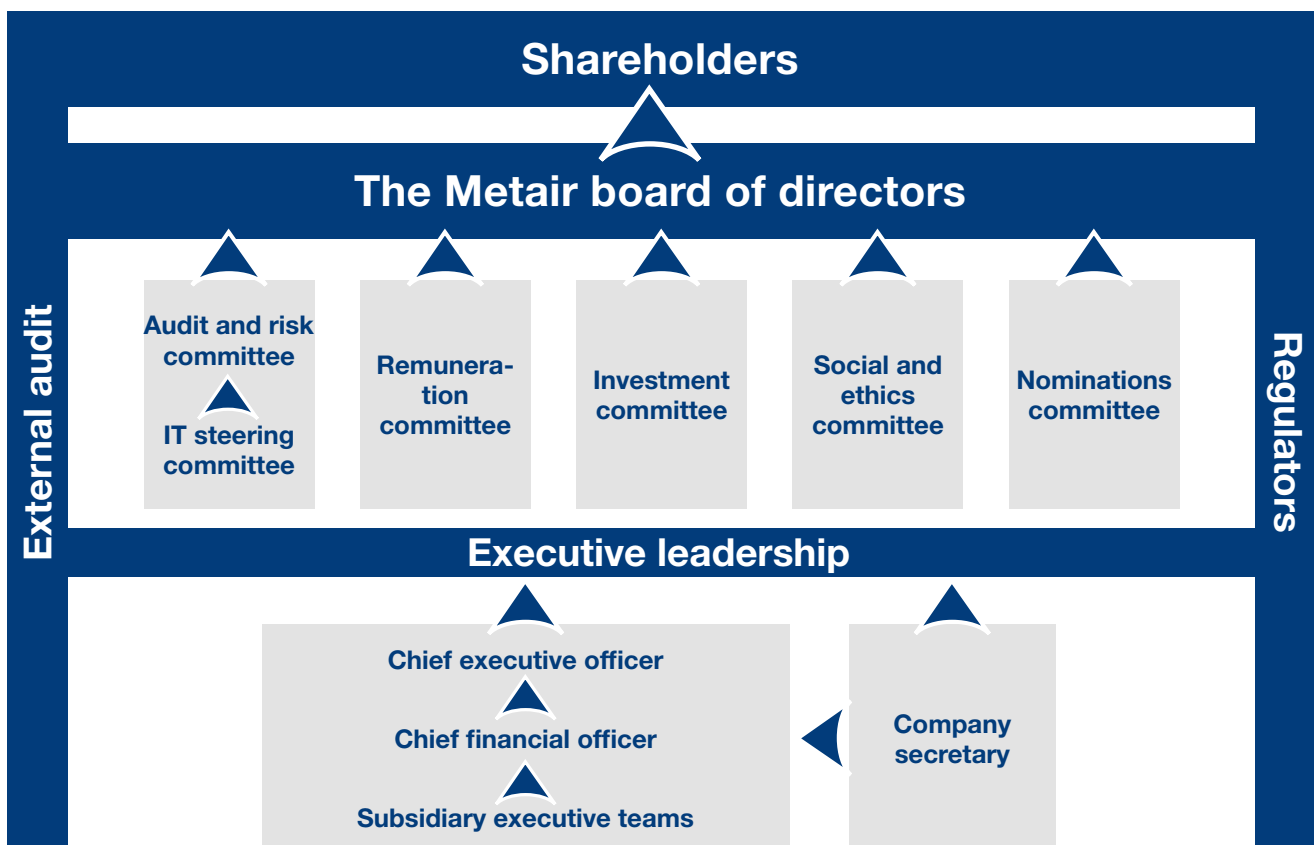 Shareholders
The Metair board of directors
External audit
Regulators
Audit and risk
committee
IT steering
committee
Remunera-
tion
committee
Investment
committee
Social and
ethics
committee
Nominations
committee
Executive leadership
Chief executive officer
Chief financial officer
Subsidiary executive teams
Company
secretary